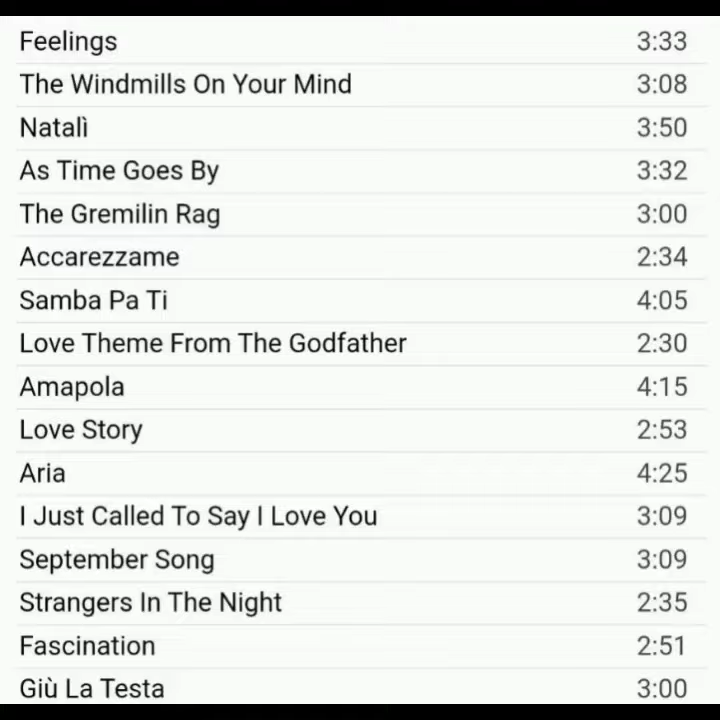 Feelings 3:33
The Windmills On Your Mind 3:08
Natalì 3:50
As Time Goes By 3:32
The Gremilin Rag 3:00
Accarezzame 2:34
Samba Pa Ti 4:05
Love Theme From The Godfather 2:30
Amapola 4:15
Love Story 2:53
Aria 4:25
I Just Called To Say I Love You 3:09
September Song 3:09
Strangers In The Night 2:35
Fascination 2:51
Giù La Testa 3:00